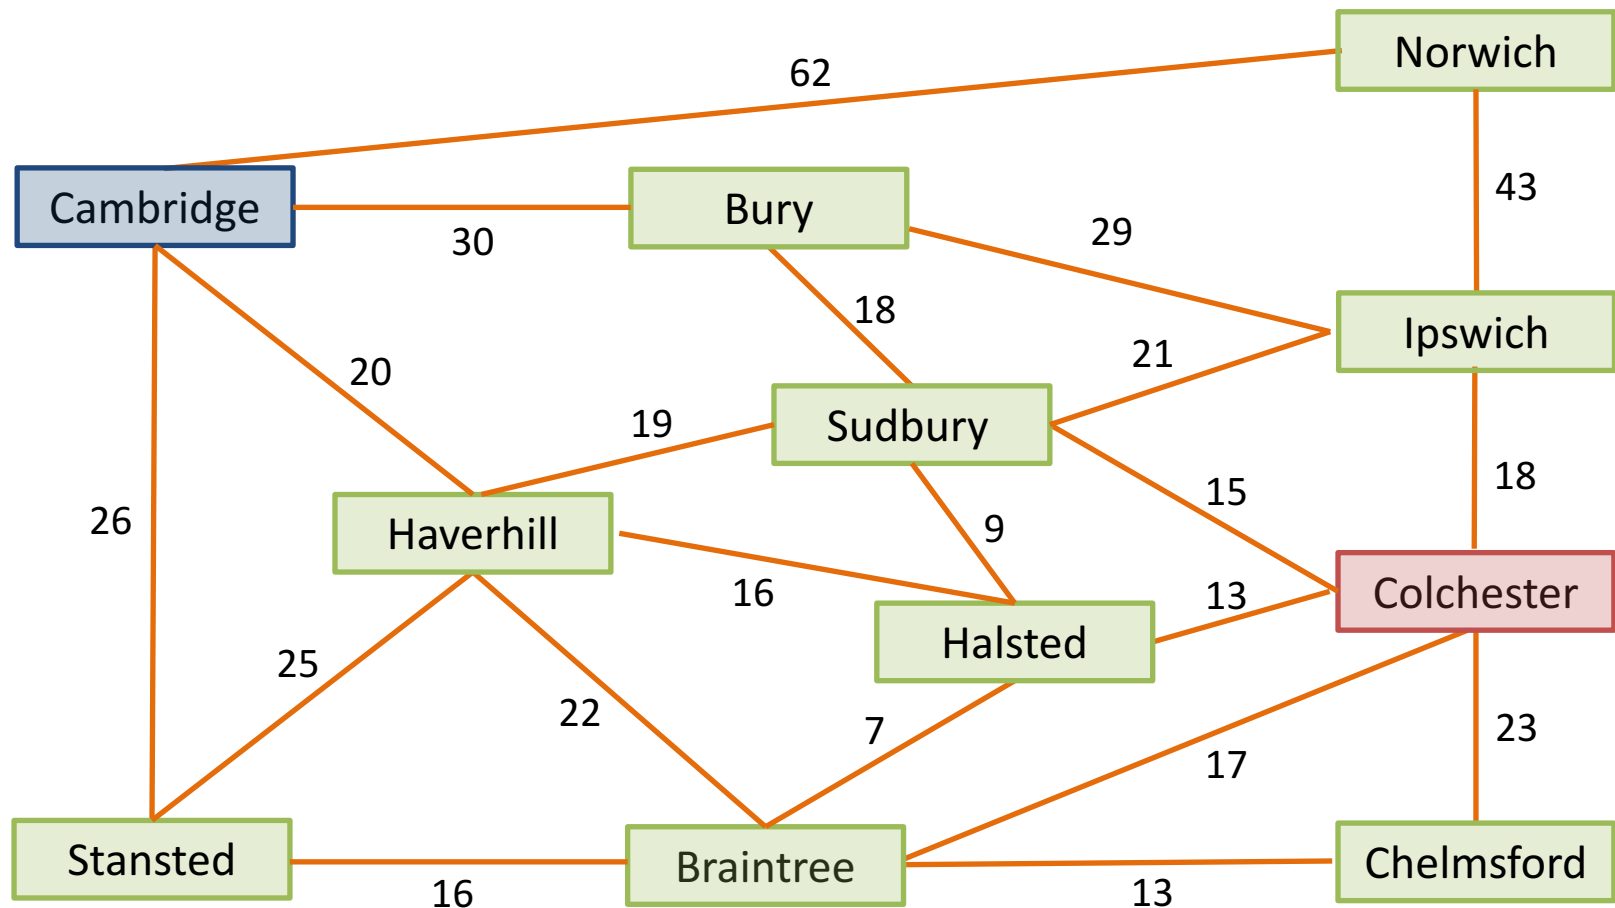 Norwich
62
Cambridge
30
Bury
29
43
18
21
Ipswich
20
19
Sudbury
15
18
26
Haverhill
9
16
13
Colchester
Halsted
25
22
7
17
23
Stansted
16
Braintree
13
Chelmsford